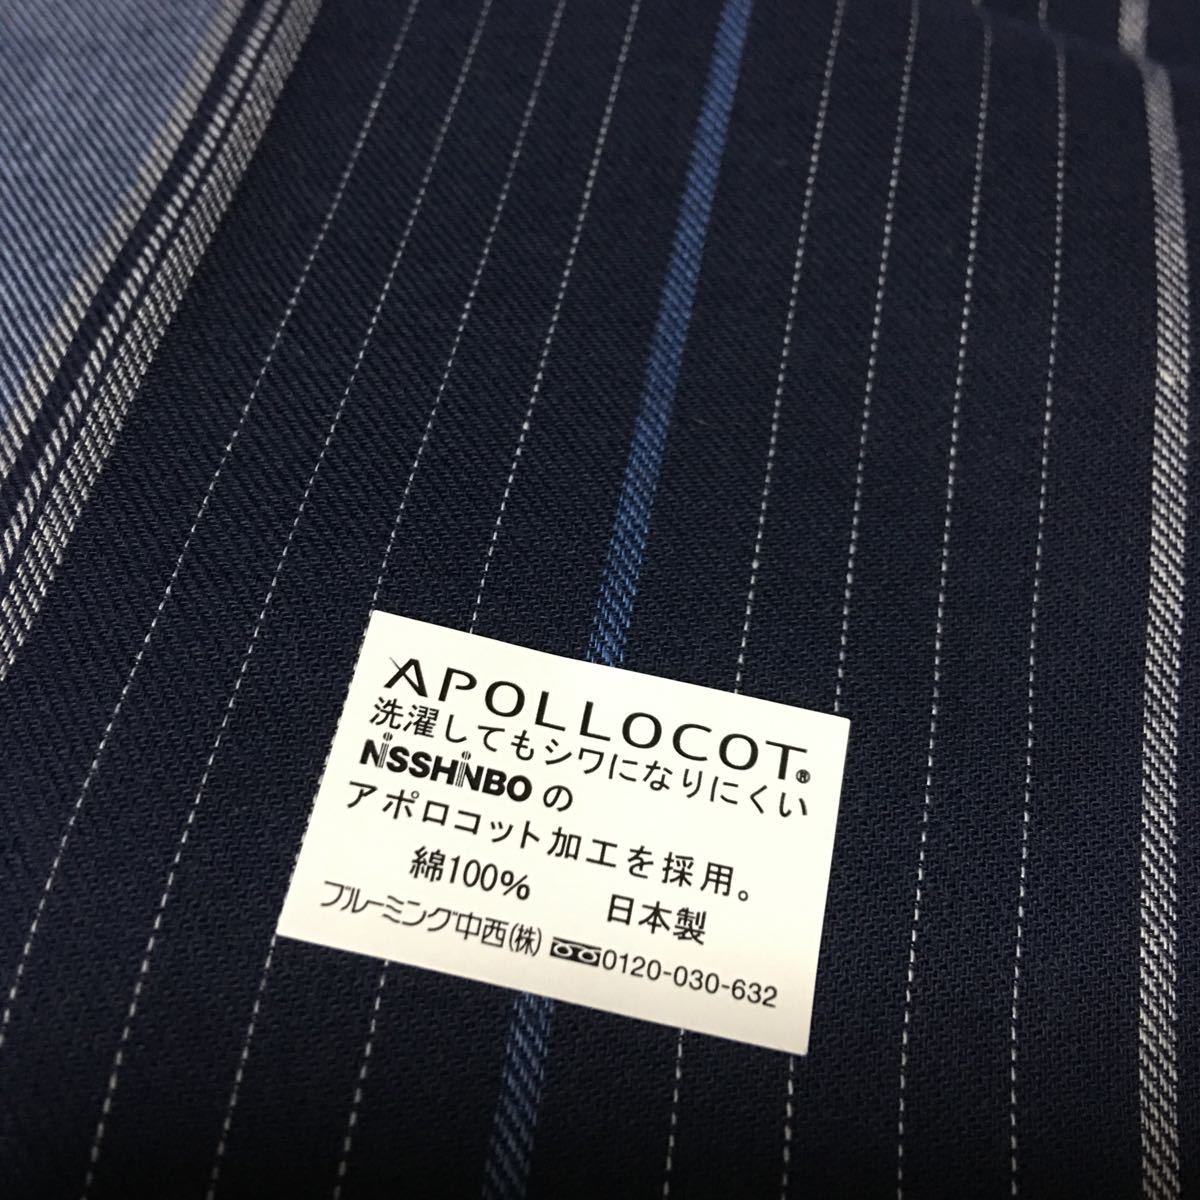 APOLLOCOT®
洗濯してもシワになりにくい
NISSHINBOの
アポロコット加工を採用。
綿100% 日本製
ブルーミング中西(株) 0120-030-632